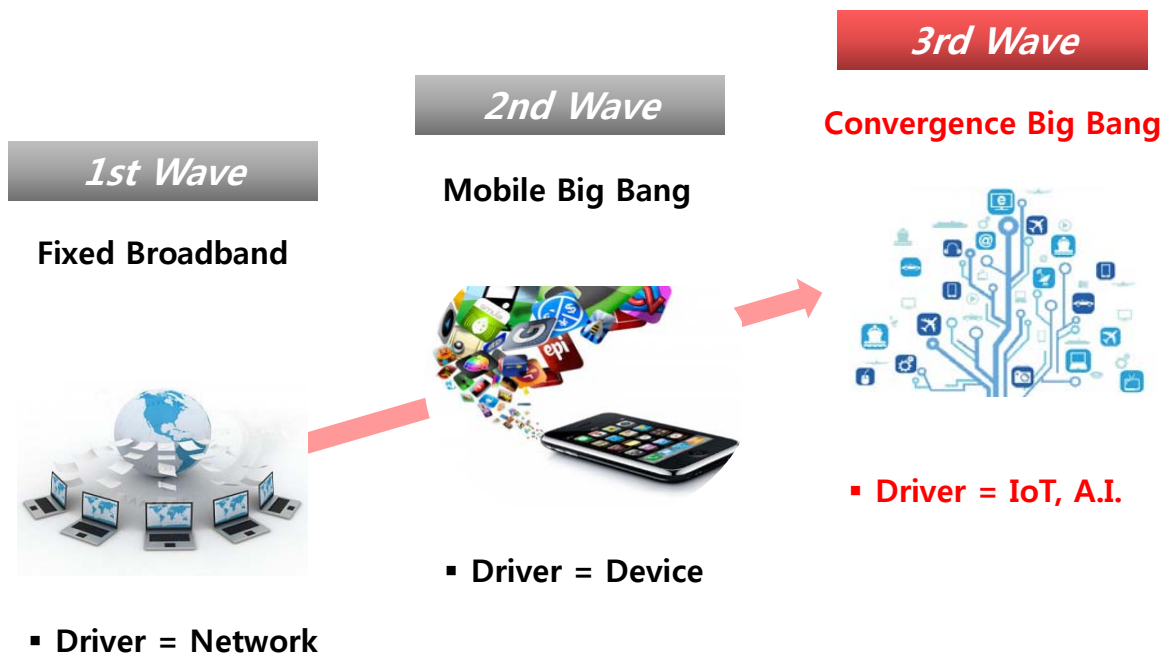 1st Wave
Fixed Broadband
▪ Driver = Network
2nd Wave
Mobile Big Bang
epi
▪ Driver = Device
3rd Wave
Convergence Big Bang
e
@
▪ Driver = IoT, A.I.